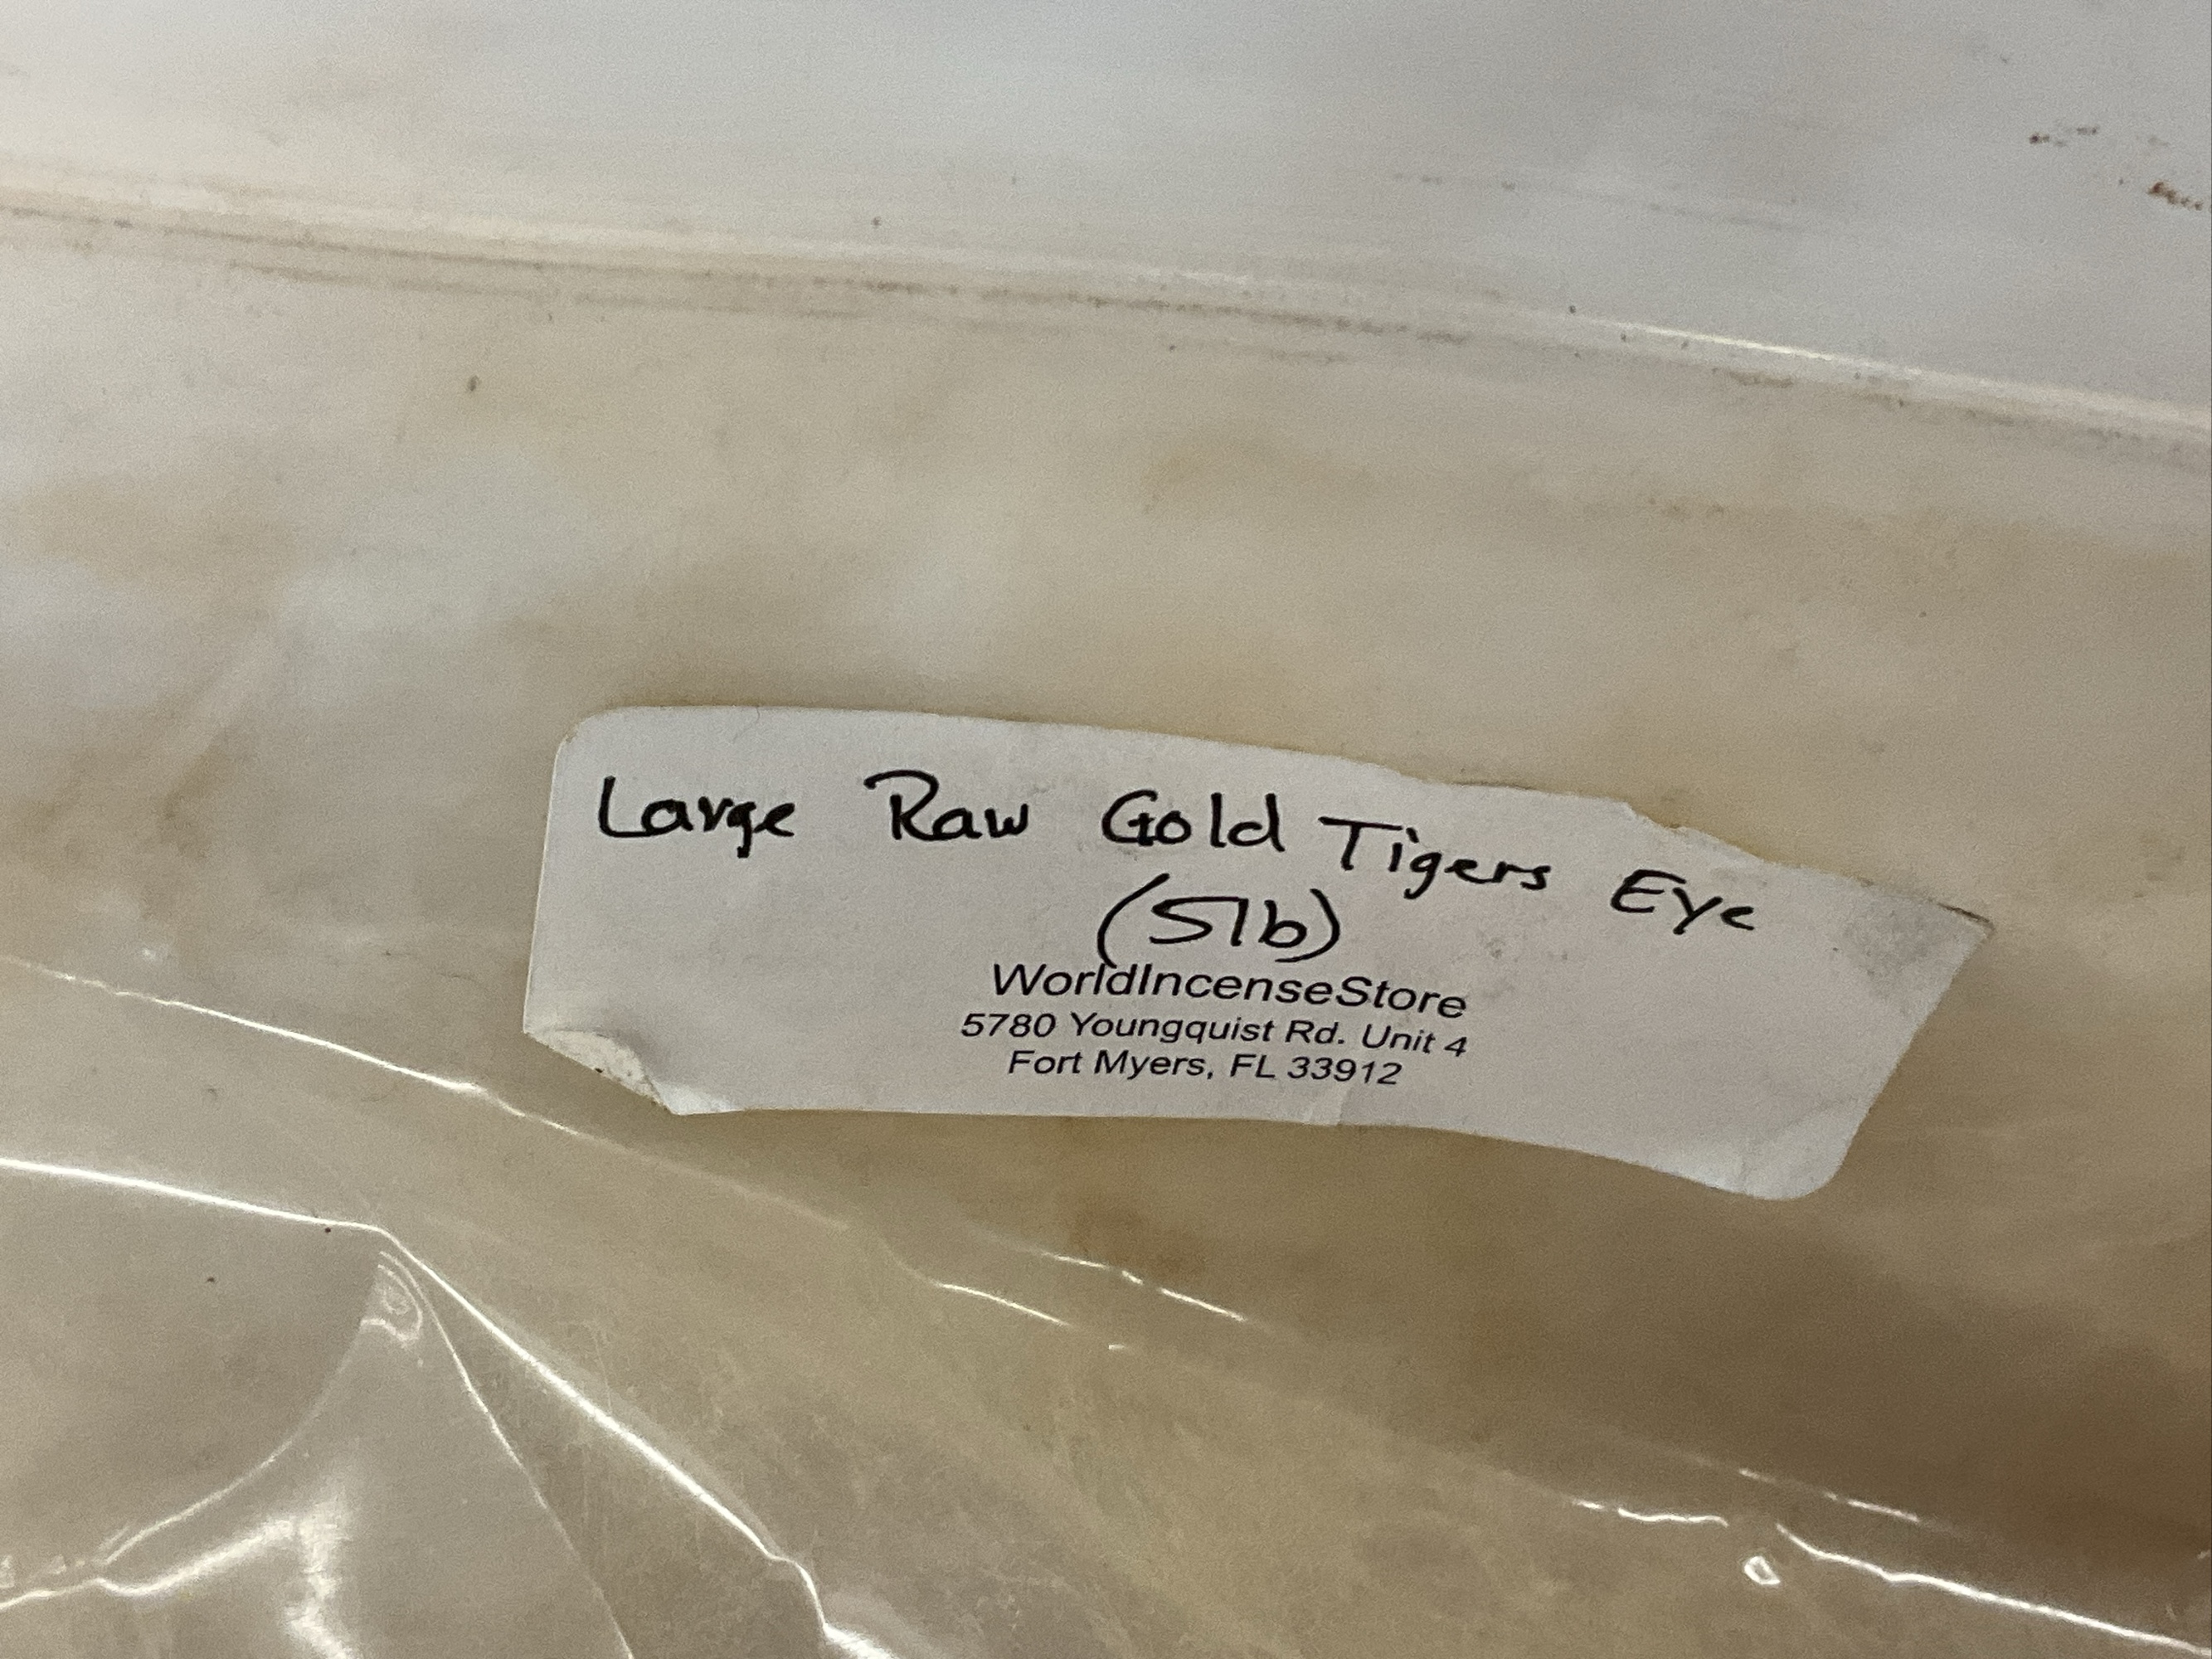 Large Raw Gold Tigers Eye
(5lb)
WorldIncenseStore
5780 Youngquist Rd. Unit 4
Fort Myers, FL 33912